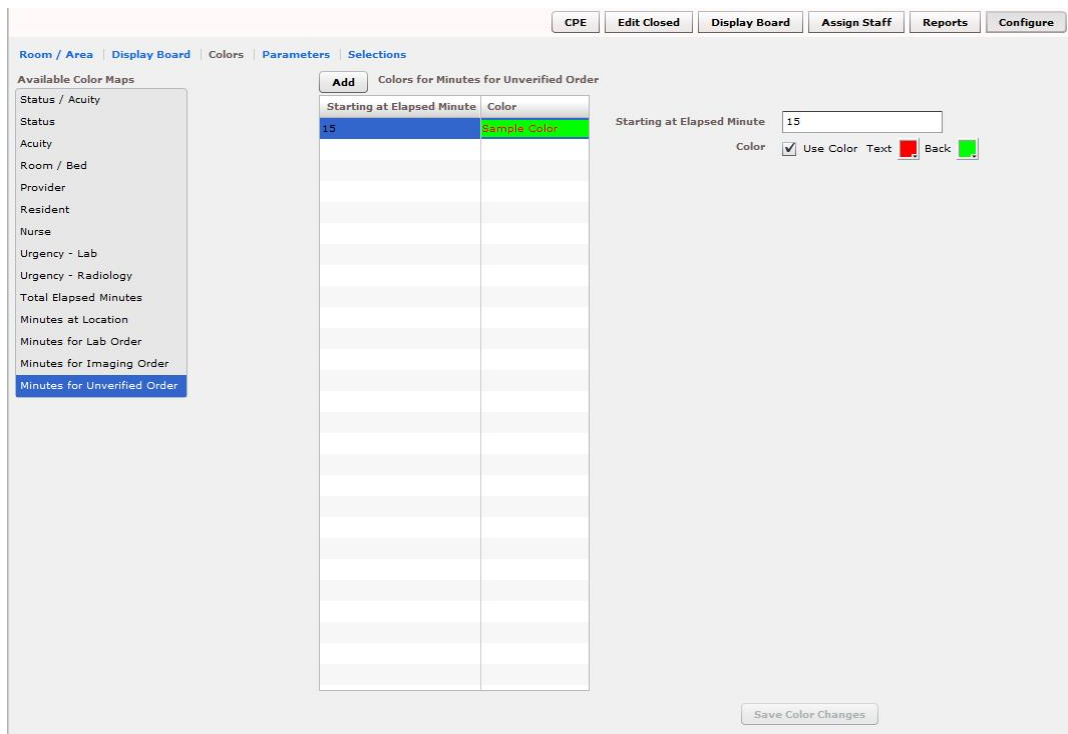 CPE Edit Closed Display Board Assign Staff Reports Configure
Room / Area Display Board Colors Parameters Selections
Available Color Maps
Status / Acuity
Status
Acuity
Room / Bed
Provider
Resident
Nurse
Urgency - Lab
Urgency - Radiology
Total Elapsed Minutes
Minutes at Location
Minutes for Lab Order
Minutes for Imaging Order
Minutes for Unverified Order
Add Colors for Minutes for Unverified Order
Starting at Elapsed Minute Color
15 Sample Color
Starting at Elapsed Minute 15
Color Use Color Text Back
Save Color Changes